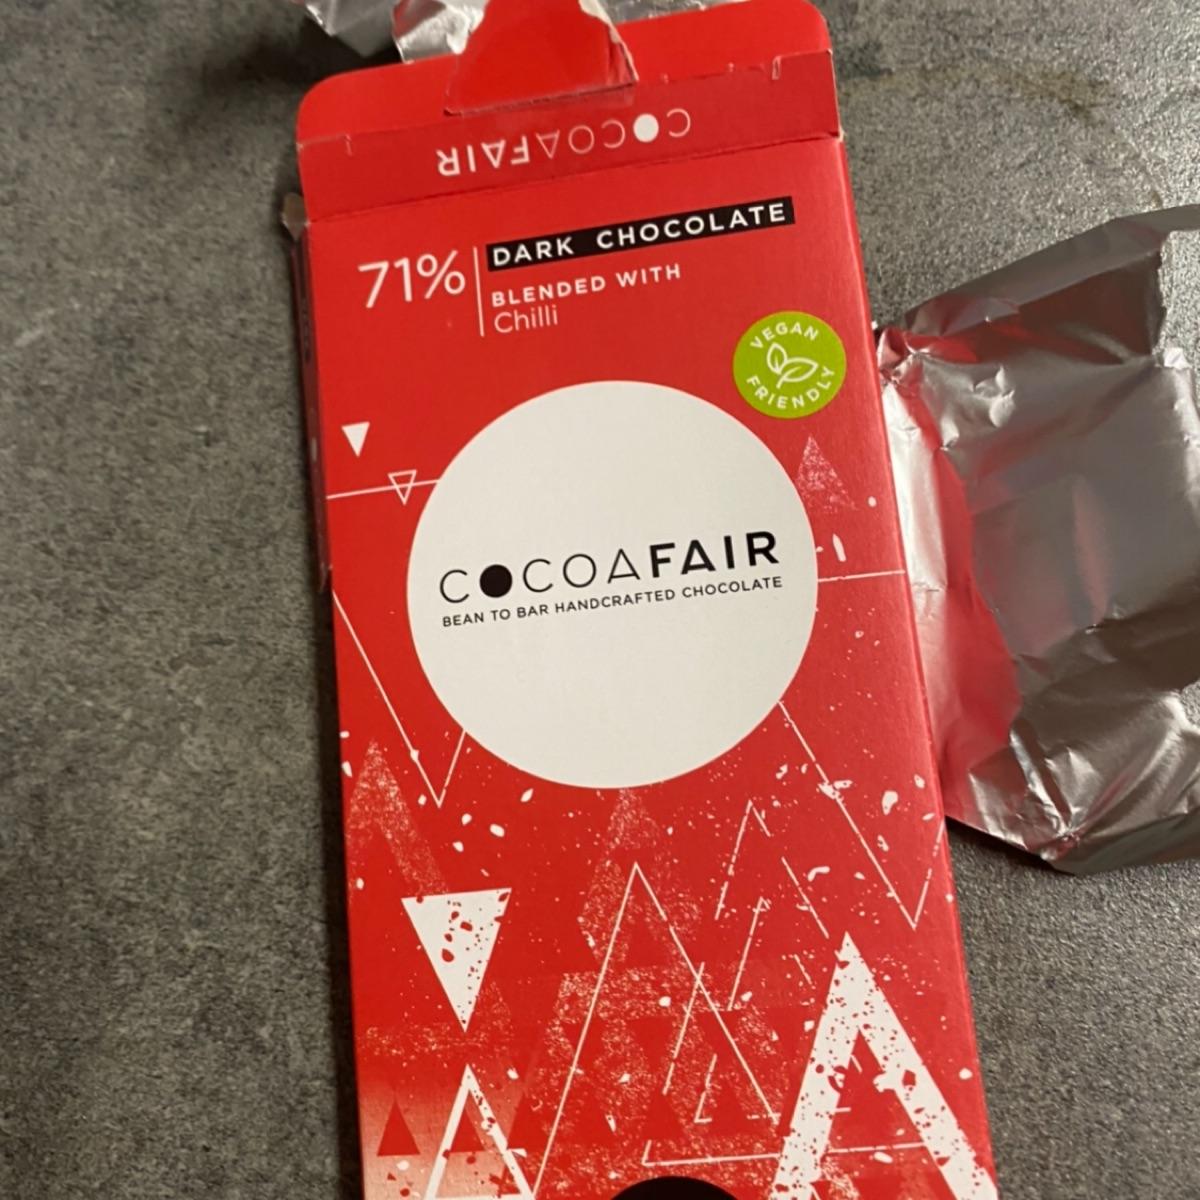 COCOAFAIR
71%
DARK CHOCOLATE
BLENDED WITH
Chilli
VEGAN
FRIENDLY
COCOAFAIR
BEAN TO BAR HANDCRAFTED CHOCOLATE